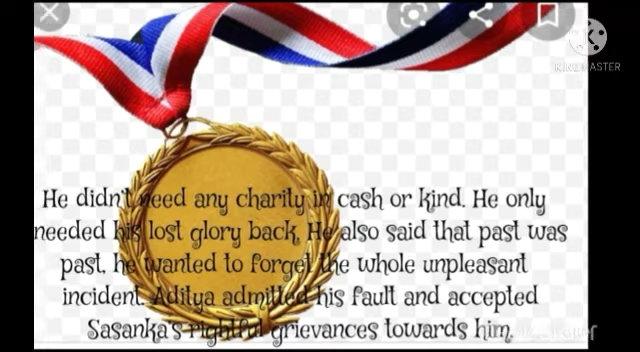 KINEMASTER
He didn't need any charity in cash or kind. He only
needed his lost glory back. He also said that past was
past. he wanted to forget the whole unpleasant
incident. Aditya admitted his fault and accepted
Sasanka's rightful grievances towards him.